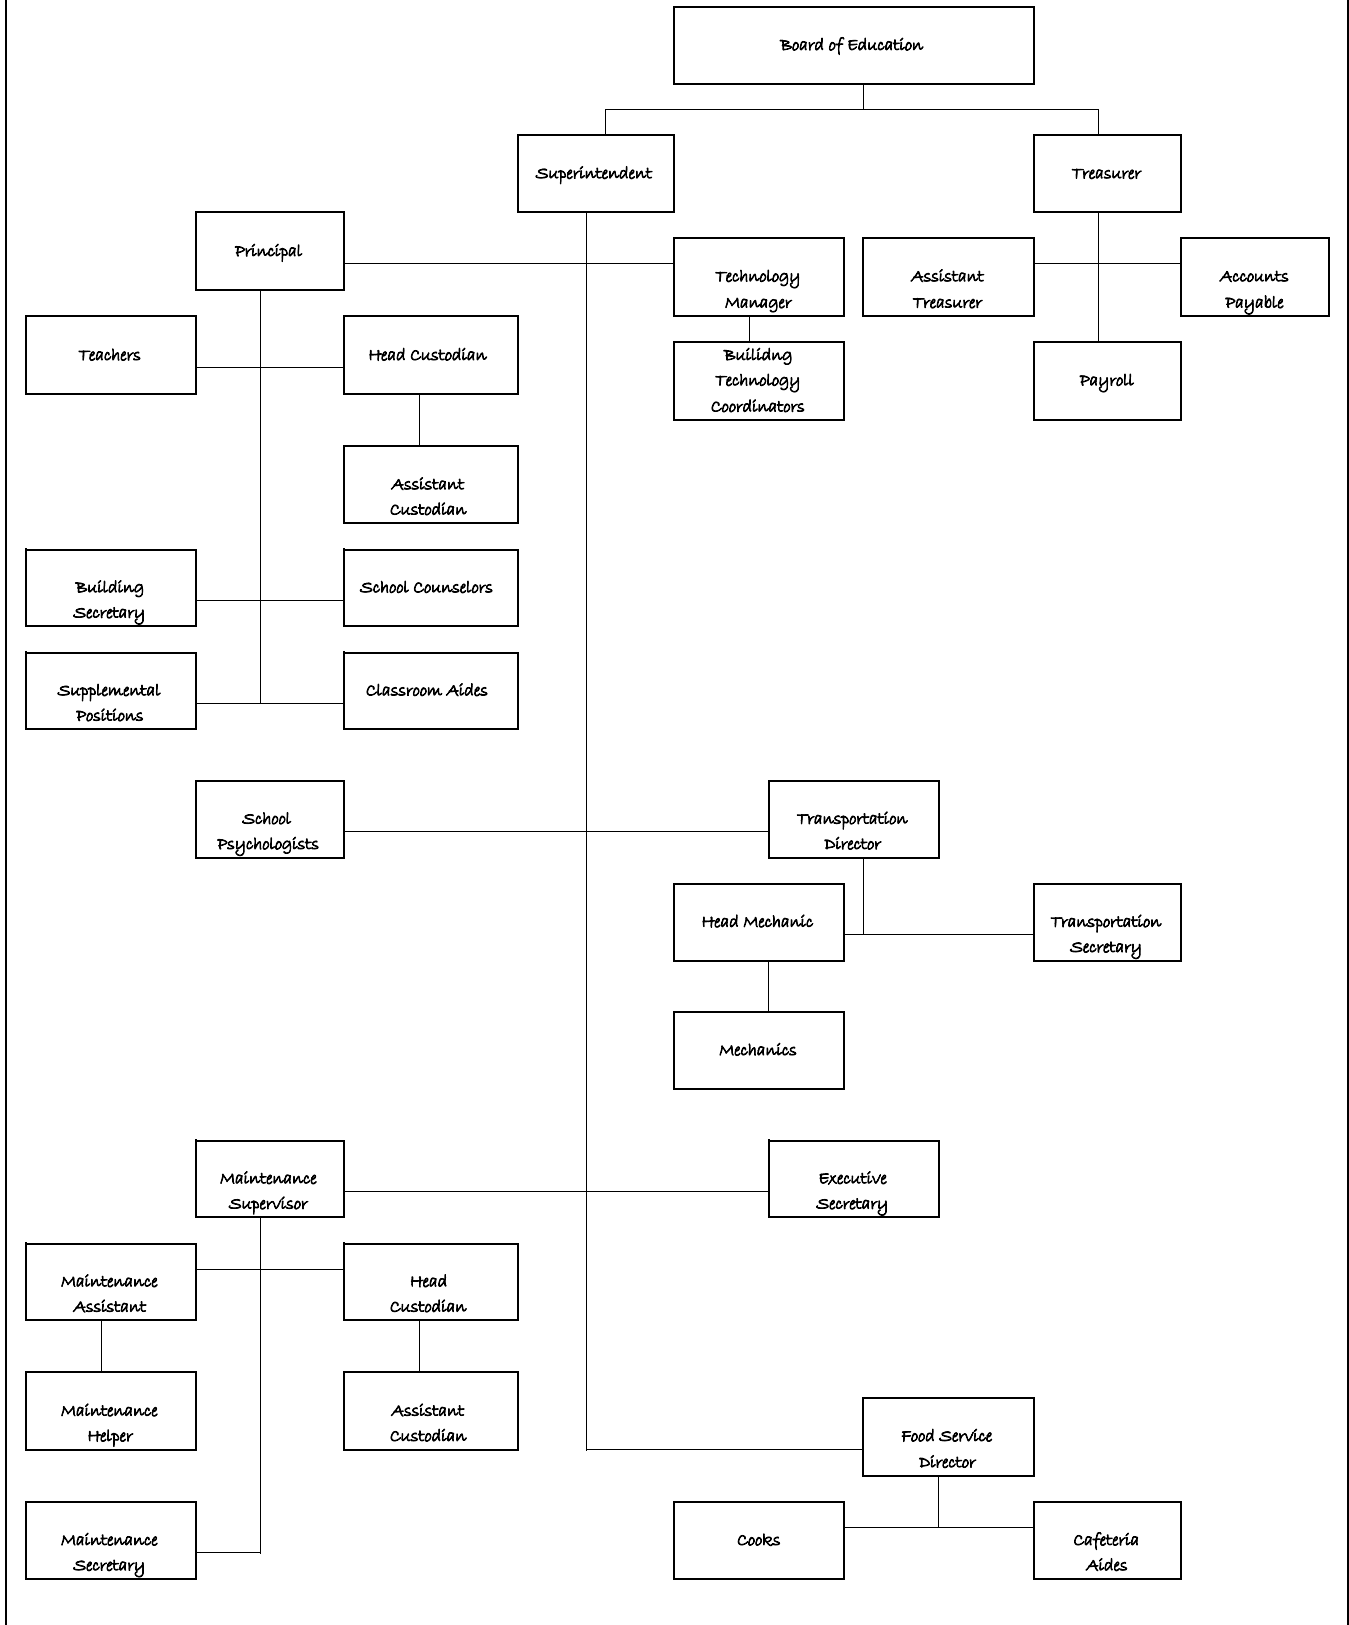 Board of Education
Superintendent
Treasurer
Principal
Technology
Manager
Assistant
Treasurer
Accounts
Payable
Teachers
Head Custodian
Builidng
Technology
Coordinators
Payroll
Assistant
Custodian
Building
Secretary
School Counselors
Supplemental
Positions
Classroom Aides
School
Psychologists
Transportation
Director
Head Mechanic
Transportation
Secretary
Mechanics
Maintenance
Supervisor
Executive
Secretary
Maintenance
Assistant
Head
Custodian
Maintenance
Helper
Assistant
Custodian
Food Service
Director
Maintenance
Secretary
Cooks
Cafeteria
Aides